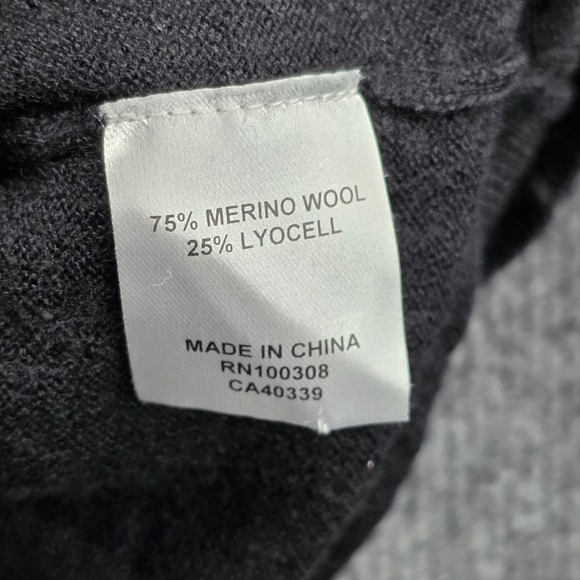 75% MERINO WOOL
25% LYOCELL
MADE IN CHINA
RN100308
CA40339